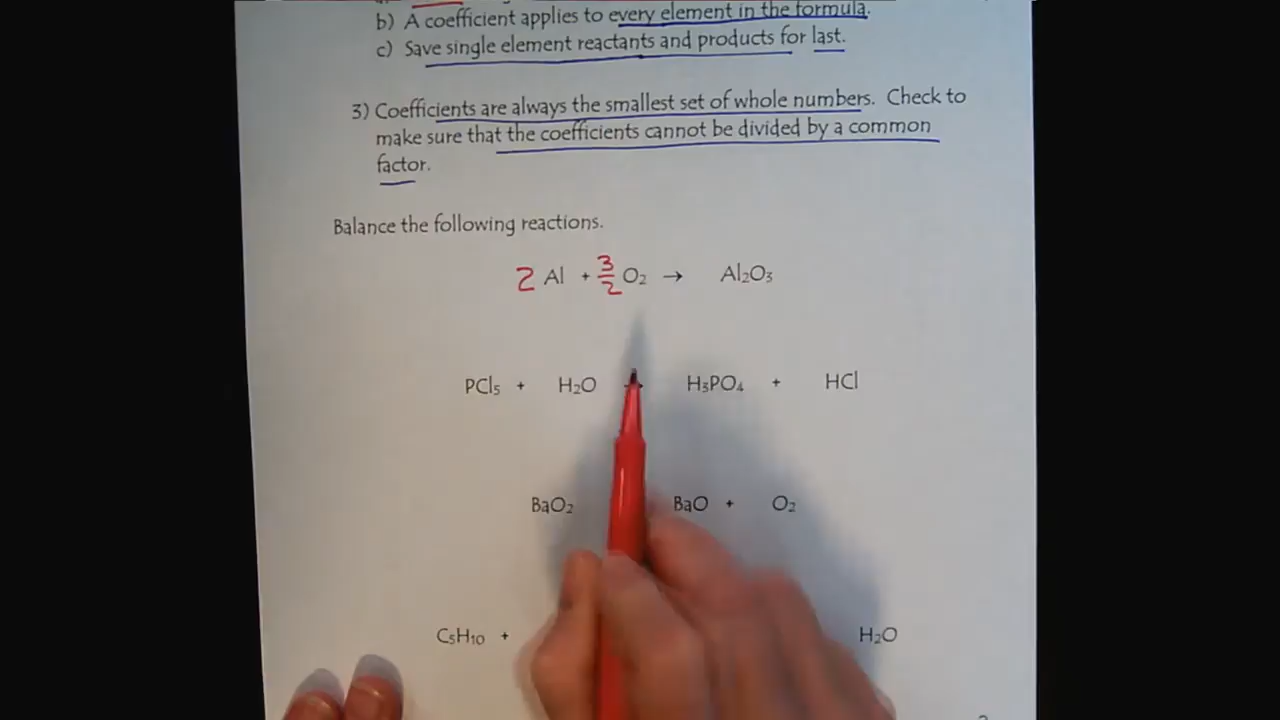 b) A coefficient applies to every element in the formula.
c) Save single element reactants and products for last.
3) Coefficients are always the smallest set of whole numbers. Check to
make sure that the coefficients cannot be divided by a common
factor.
Balance the following reactions.
2 Al + 3/2 O₂ → Al₂O₃
PCl₅ + H₂O → H₃PO₄ + HCl
BaO₂ BaO + O₂
C₅H₁₀ + H₂O